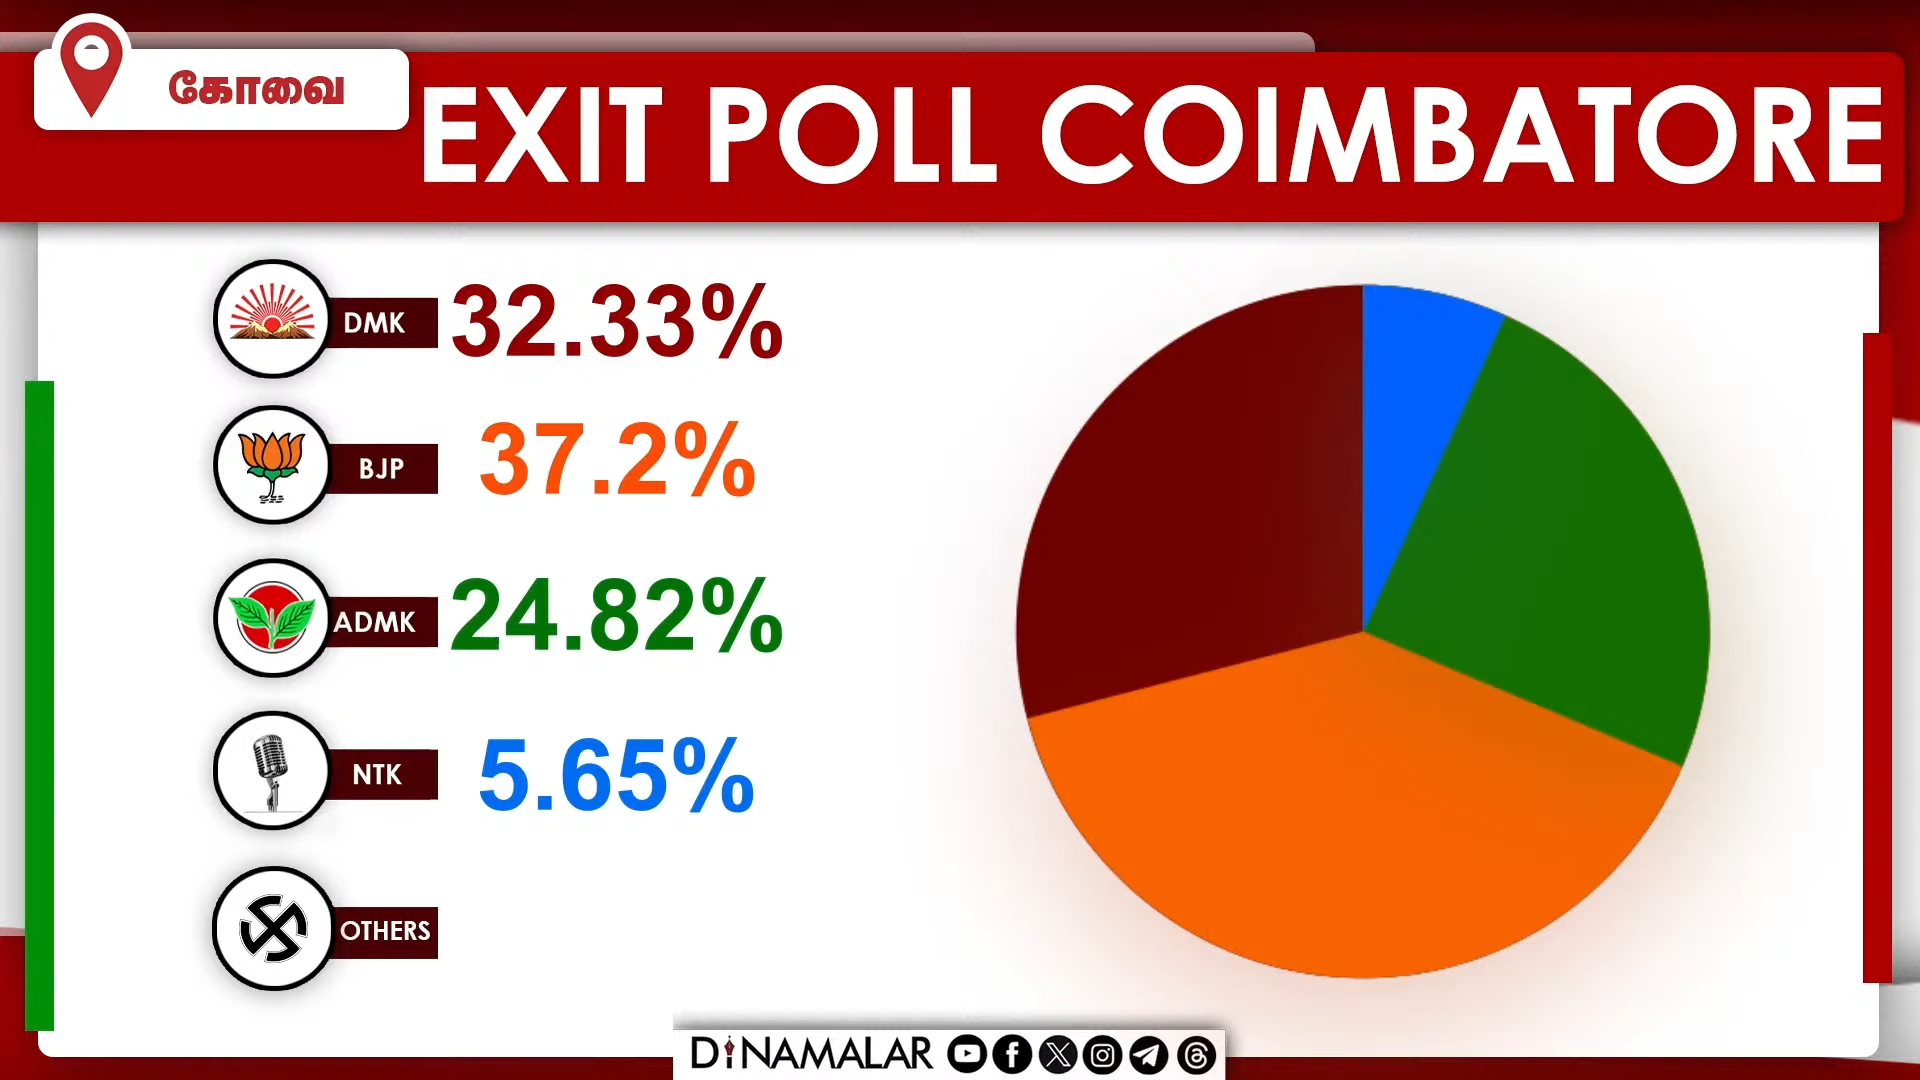 கோவை
EXIT POLL COIMBATORE
DMK 32.33%
BJP 37.2%
ADMK 24.82%
NTK 5.65%
OTHERS
DINAMALAR